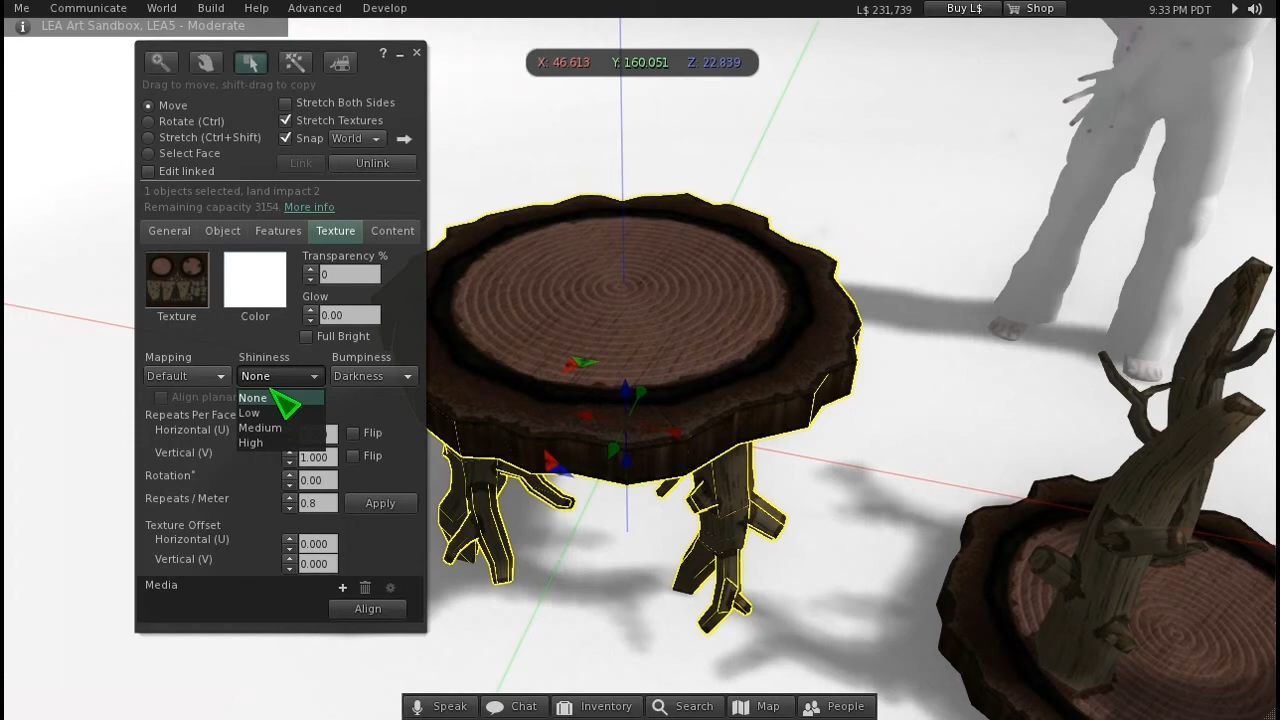 Me Communicate World Build Help Advanced Develop L$ 231,739 Buy L$ Shop 9:33 PM PDT
LEA Art Sandbox, LEA5 - Moderate
X: 46.613 Y: 160.051 Z: 22.839
Drag to move, shift-drag to copy
Move Stretch Both Sides
Rotate (Ctrl) Stretch Textures
Stretch (Ctrl+Shift) Snap World
Select Face Link Unlink
Edit linked
1 objects selected, land impact 2
Remaining capacity 3154. More info
General Object Features Texture Content
Transparency %
0
Glow
0.00
Texture Color
Full Bright
Mapping Shininess Bumpiness
Default None Darkness
Align planar
None
Low
Medium
High
Repeats Per Face
Horizontal (U) Flip
Vertical (V) 1.000 Flip
Rotation° 0.00
Repeats / Meter 0.8 Apply
Texture Offset
Horizontal (U) 0.000
Vertical (V) 0.000
Media
Align
Speak Chat Inventory Search Map People